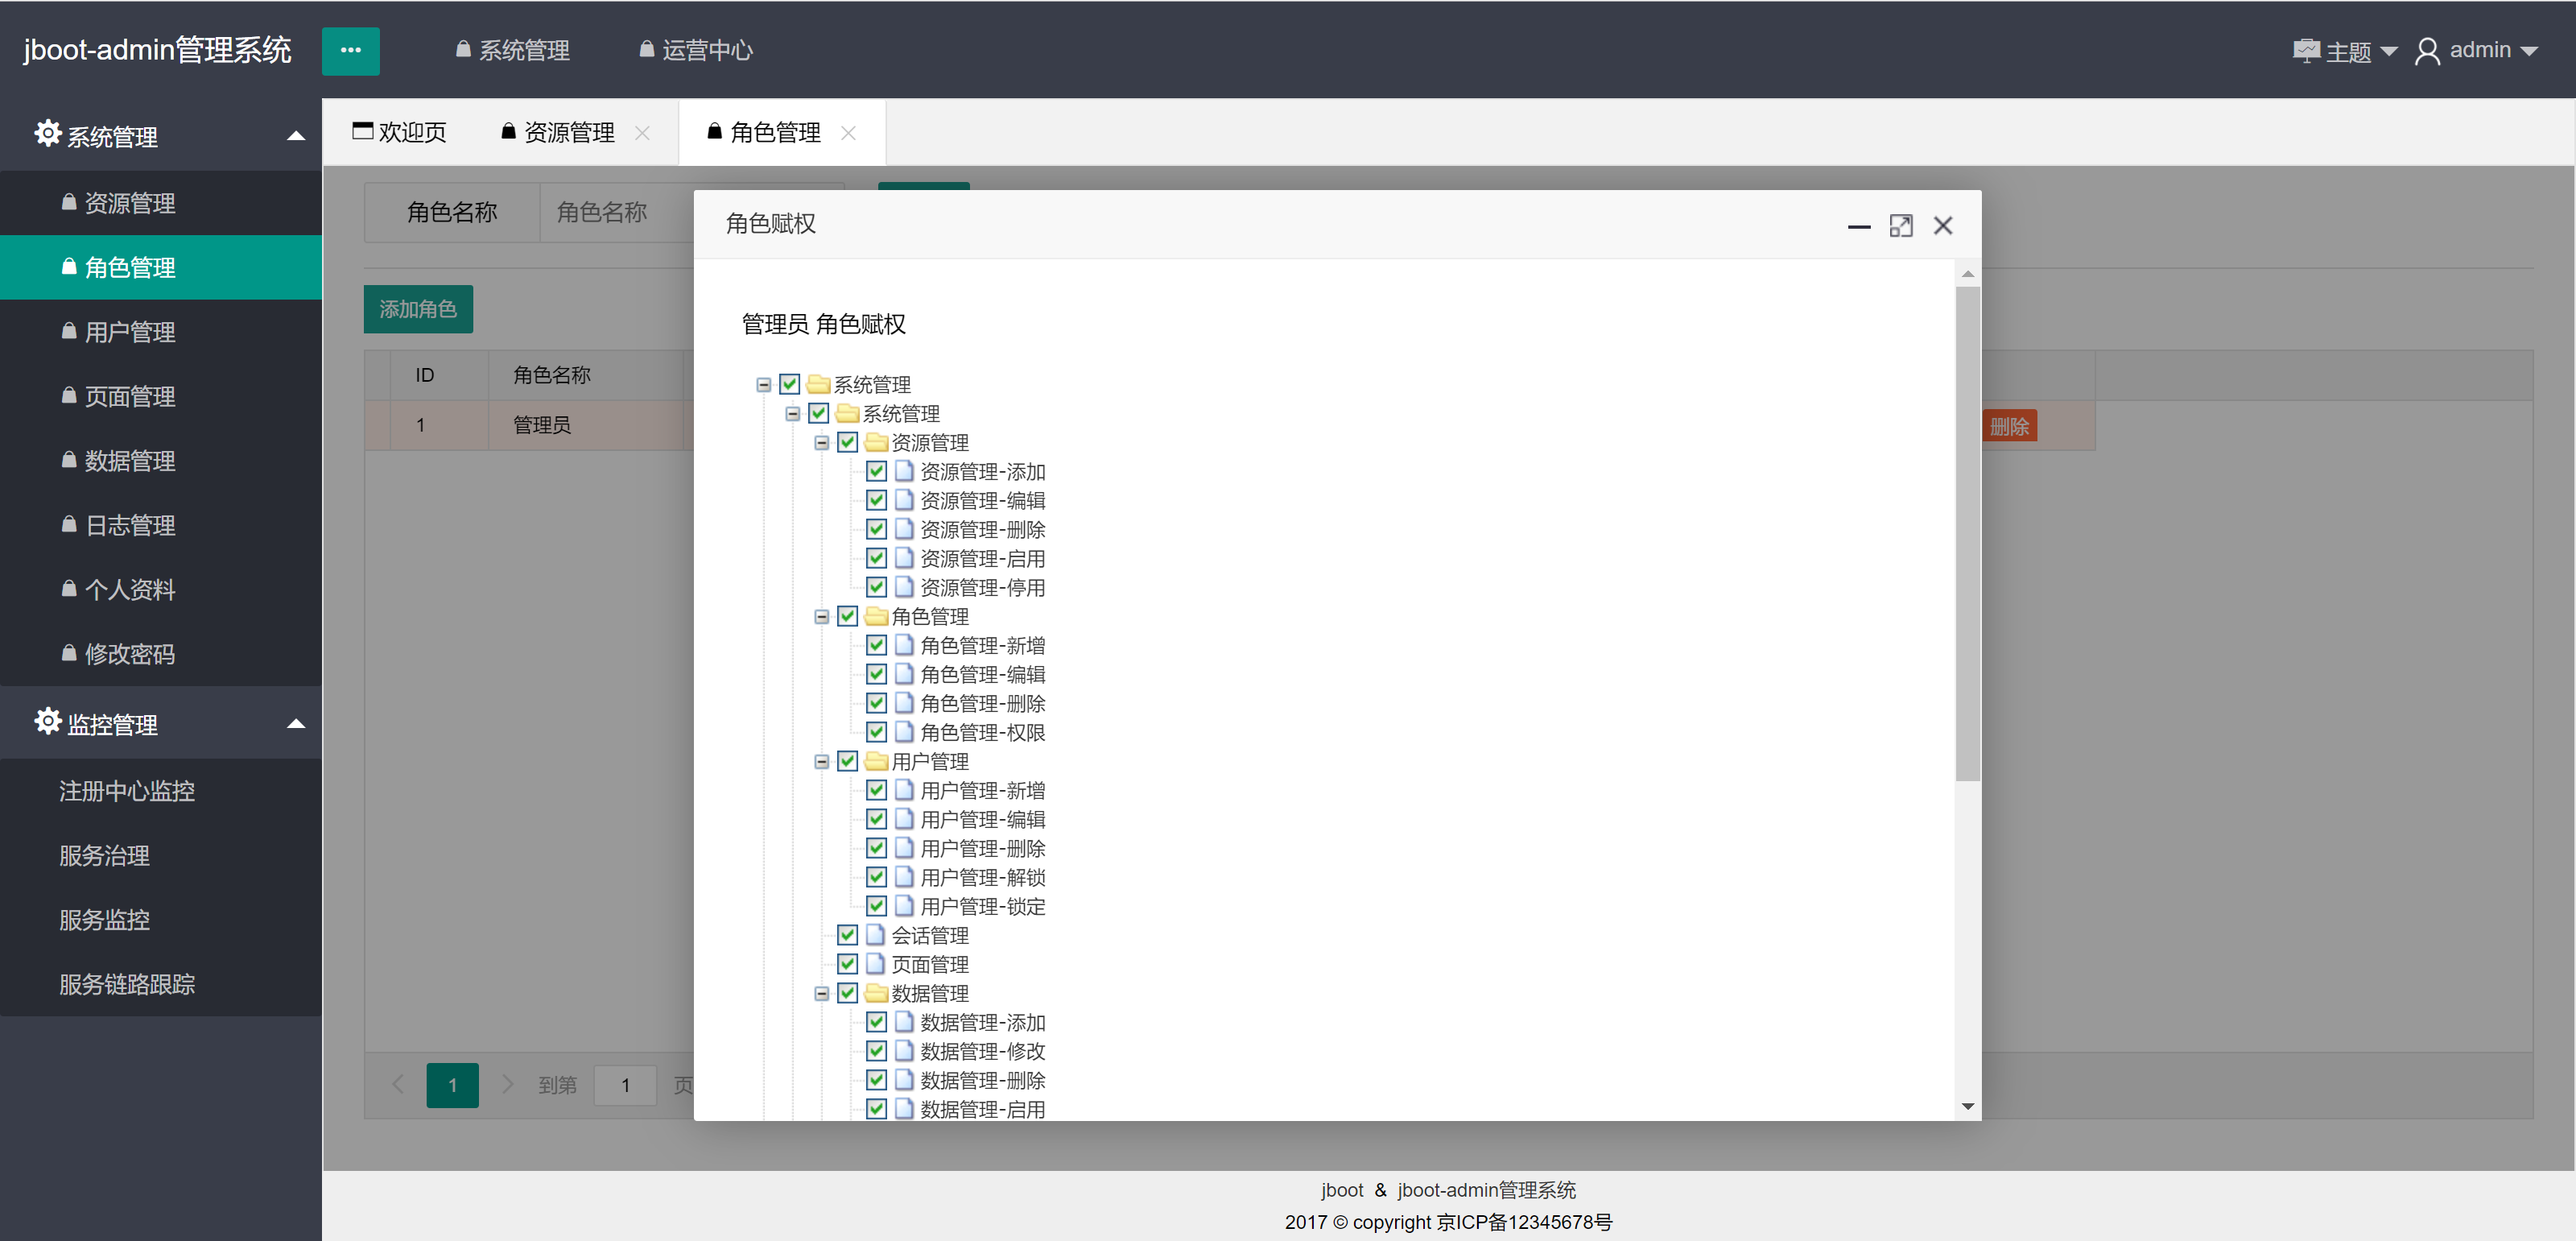 jboot-admin管理系统
系统管理
运营中心
主题
admin
系统管理
资源管理
角色管理
用户管理
页面管理
数据管理
日志管理
个人资料
修改密码
监控管理
注册中心监控
服务治理
服务监控
服务链路跟踪
欢迎页
资源管理
角色管理
角色名称
角色名称
添加角色
ID
角色名称
1
管理员
删除
1
到第
1
页
角色赋权
管理员 角色赋权
系统管理
系统管理
资源管理
资源管理-添加
资源管理-编辑
资源管理-删除
资源管理-启用
资源管理-停用
角色管理
角色管理-新增
角色管理-编辑
角色管理-删除
角色管理-权限
用户管理
用户管理-新增
用户管理-编辑
用户管理-删除
用户管理-解锁
用户管理-锁定
会话管理
页面管理
数据管理
数据管理-添加
数据管理-修改
数据管理-删除
数据管理-启用
jboot & jboot-admin管理系统
2017 © copyright 京ICP备12345678号